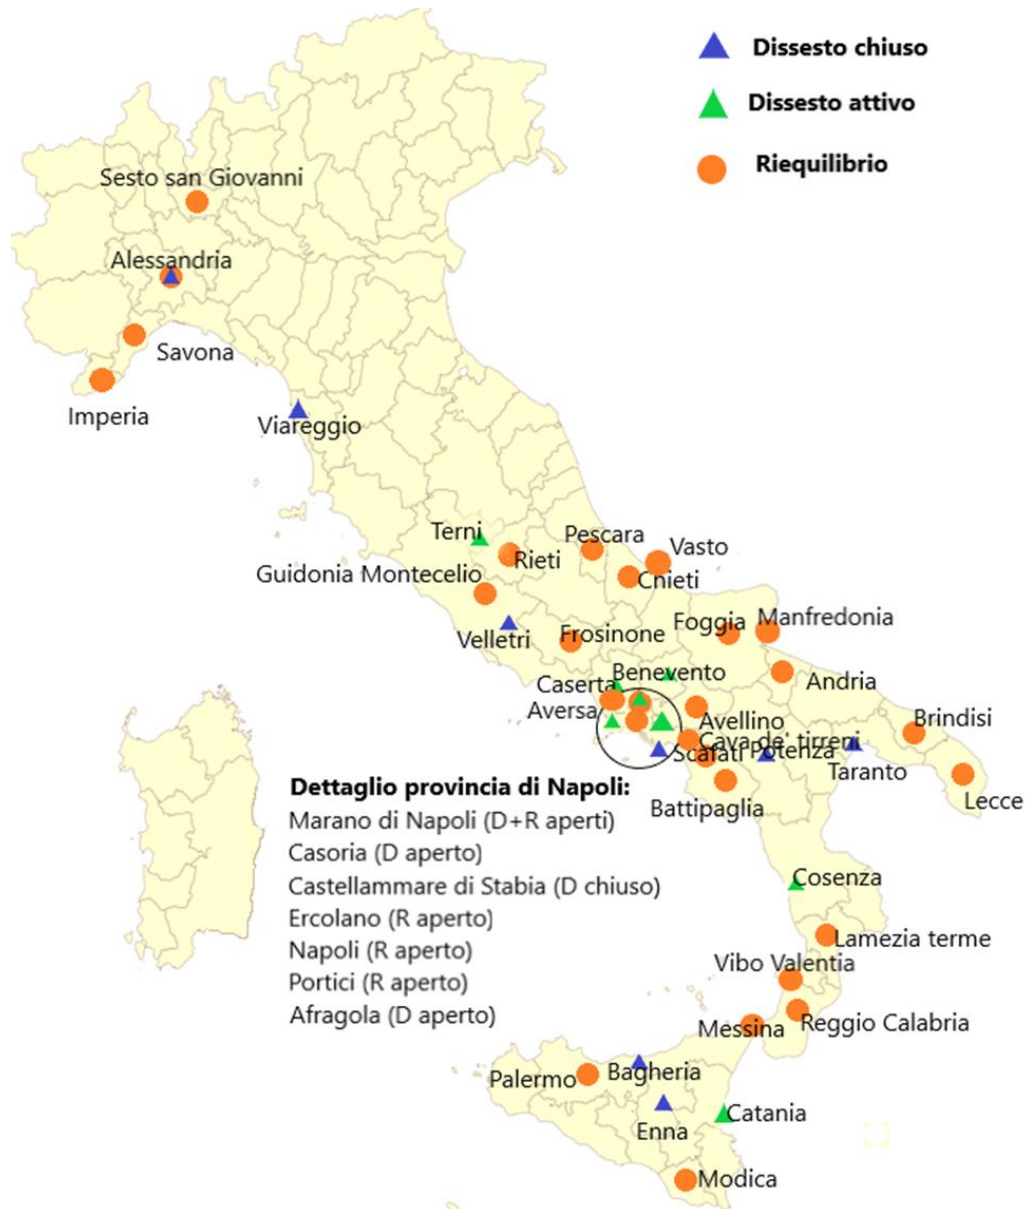 Dissesto chiuso
Dissesto attivo
Riequilibrio
Sesto san Giovanni
Alessandria
Savona
Imperia
Viareggio
Terni
Pescara
Vasto
Rieti
Chieti
Guidonia Montecelio
Velletri
Frosinone
Foggia
Manfredonia
Benevento
Caserta
Andria
Aversa
Avellino
Brindisi
Cava de' tirreni
Scafati
Potenza
Taranto
Lecce
Battipaglia
Dettaglio provincia di Napoli:
Marano di Napoli (D+R aperti)
Casoria (D aperto)
Castellammare di Stabia (D chiuso)
Ercolano (R aperto)
Napoli (R aperto)
Portici (R aperto)
Afragola (D aperto)
Cosenza
Lamezia terme
Vibo Valentia
Reggio Calabria
Messina
Palermo
Bagheria
Catania
Enna
Modica